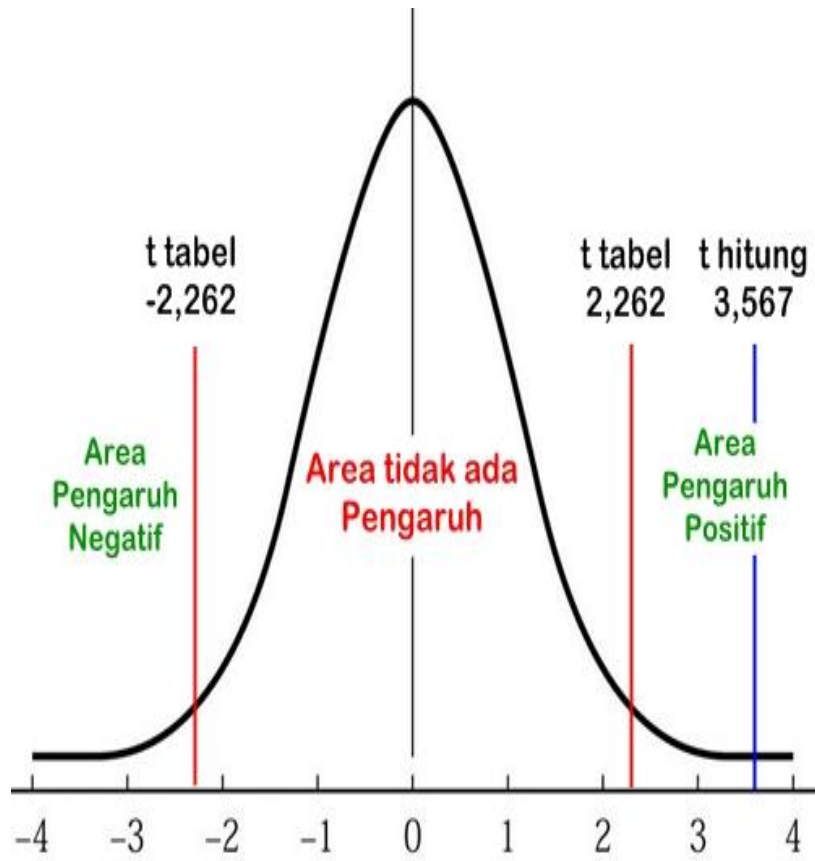 t tabel
-2,262
t tabel
2,262
t hitung
3,567
Area
Pengaruh
Negatif
Area tidak ada
Pengaruh
Area
Pengaruh
Positif
-4 -3 -2 -1 0 1 2 3 4